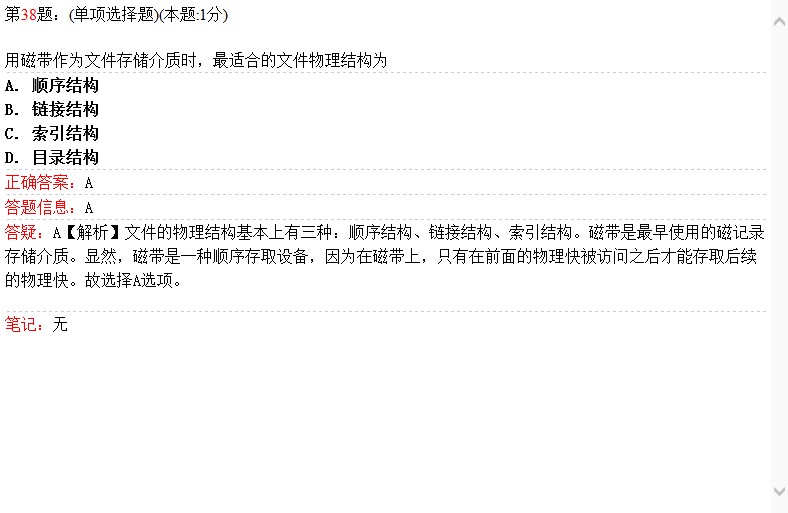 第38题：(单项选择题)(本题:1分)
用磁带作为文件存储介质时，最适合的文件物理结构为
A. 顺序结构
B. 链接结构
C. 索引结构
D. 目录结构
正确答案：A
答题信息：A
答疑：A【解析】文件的物理结构基本上有三种：顺序结构、链接结构、索引结构。磁带是最早使用的磁记录
存储介质。显然，磁带是一种顺序存取设备，因为在磁带上，只有在前面的物理快被访问之后才能存取后续
的物理快。故选择A选项。
笔记：无